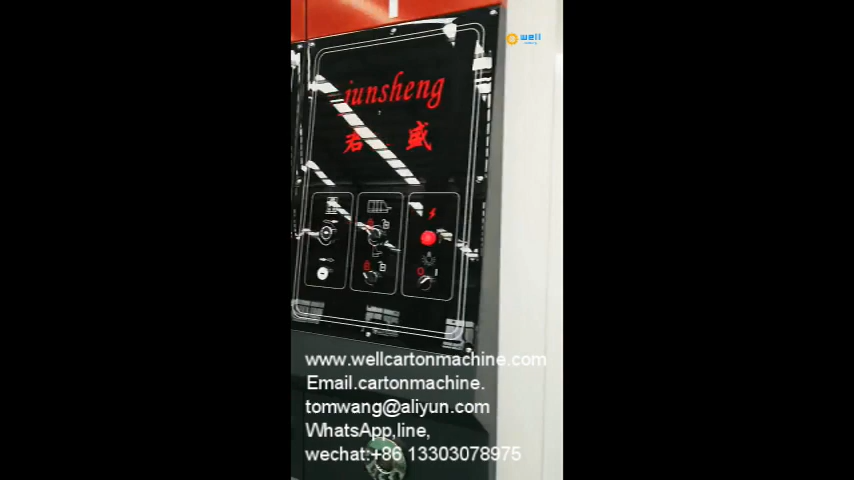 well
junsheng
君 盛
O I
www.wellcartonmachine.com
Email.cartonmachine.
tomwang@aliyun.com
WhatsApp,line,
wechat:+86 13303078975